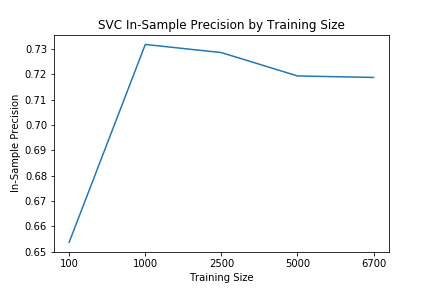 SVC In-Sample Precision by Training Size
In-Sample Precision
0.73
0.72
0.71
0.70
0.69
0.68
0.67
0.66
0.65
100 1000 2500 5000 6700
Training Size